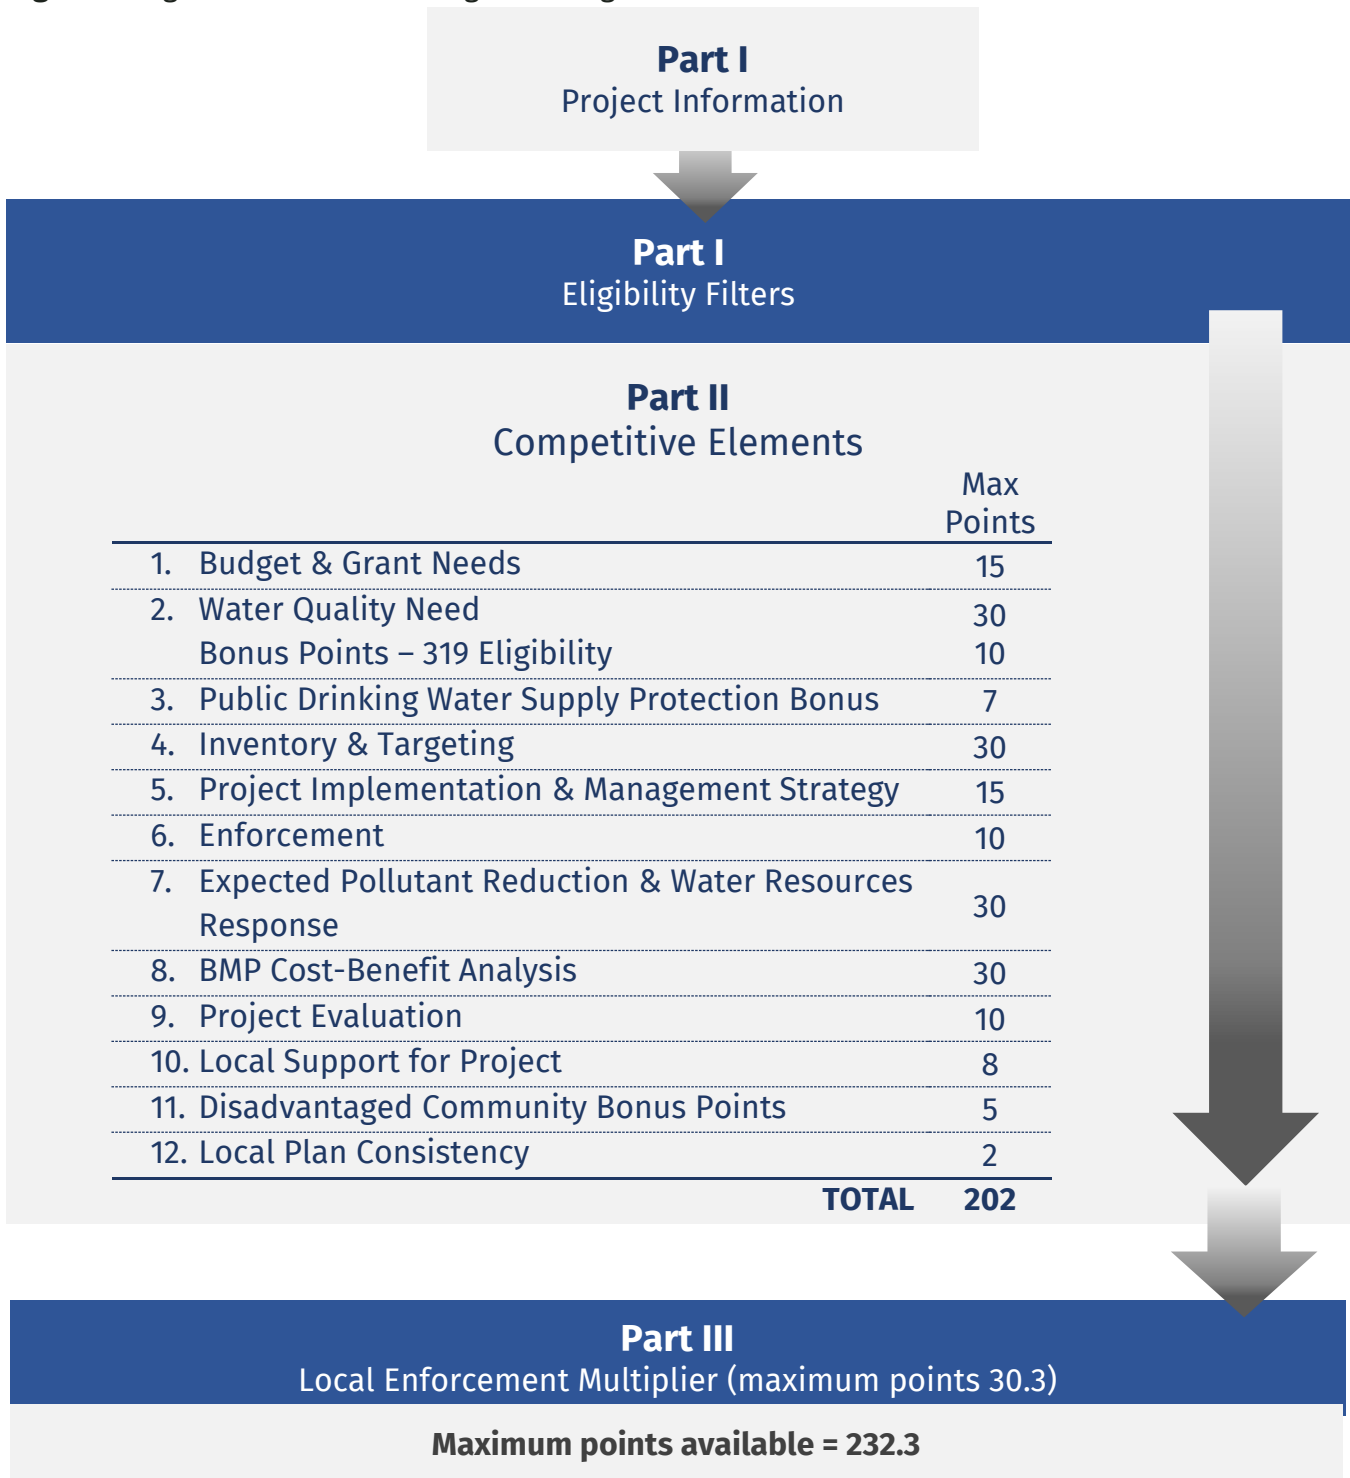 Part I
Project Information
Part I
Eligibility Filters
Part II
Competitive Elements
Max
Points
1. Budget & Grant Needs 15
2. Water Quality Need 30
Bonus Points – 319 Eligibility 10
3. Public Drinking Water Supply Protection Bonus 7
4. Inventory & Targeting 30
5. Project Implementation & Management Strategy 15
6. Enforcement 10
7. Expected Pollutant Reduction & Water Resources
Response 30
8. BMP Cost-Benefit Analysis 30
9. Project Evaluation 10
10. Local Support for Project 8
11. Disadvantaged Community Bonus Points 5
12. Local Plan Consistency 2
TOTAL 202
Part III
Local Enforcement Multiplier (maximum points 30.3)
Maximum points available = 232.3